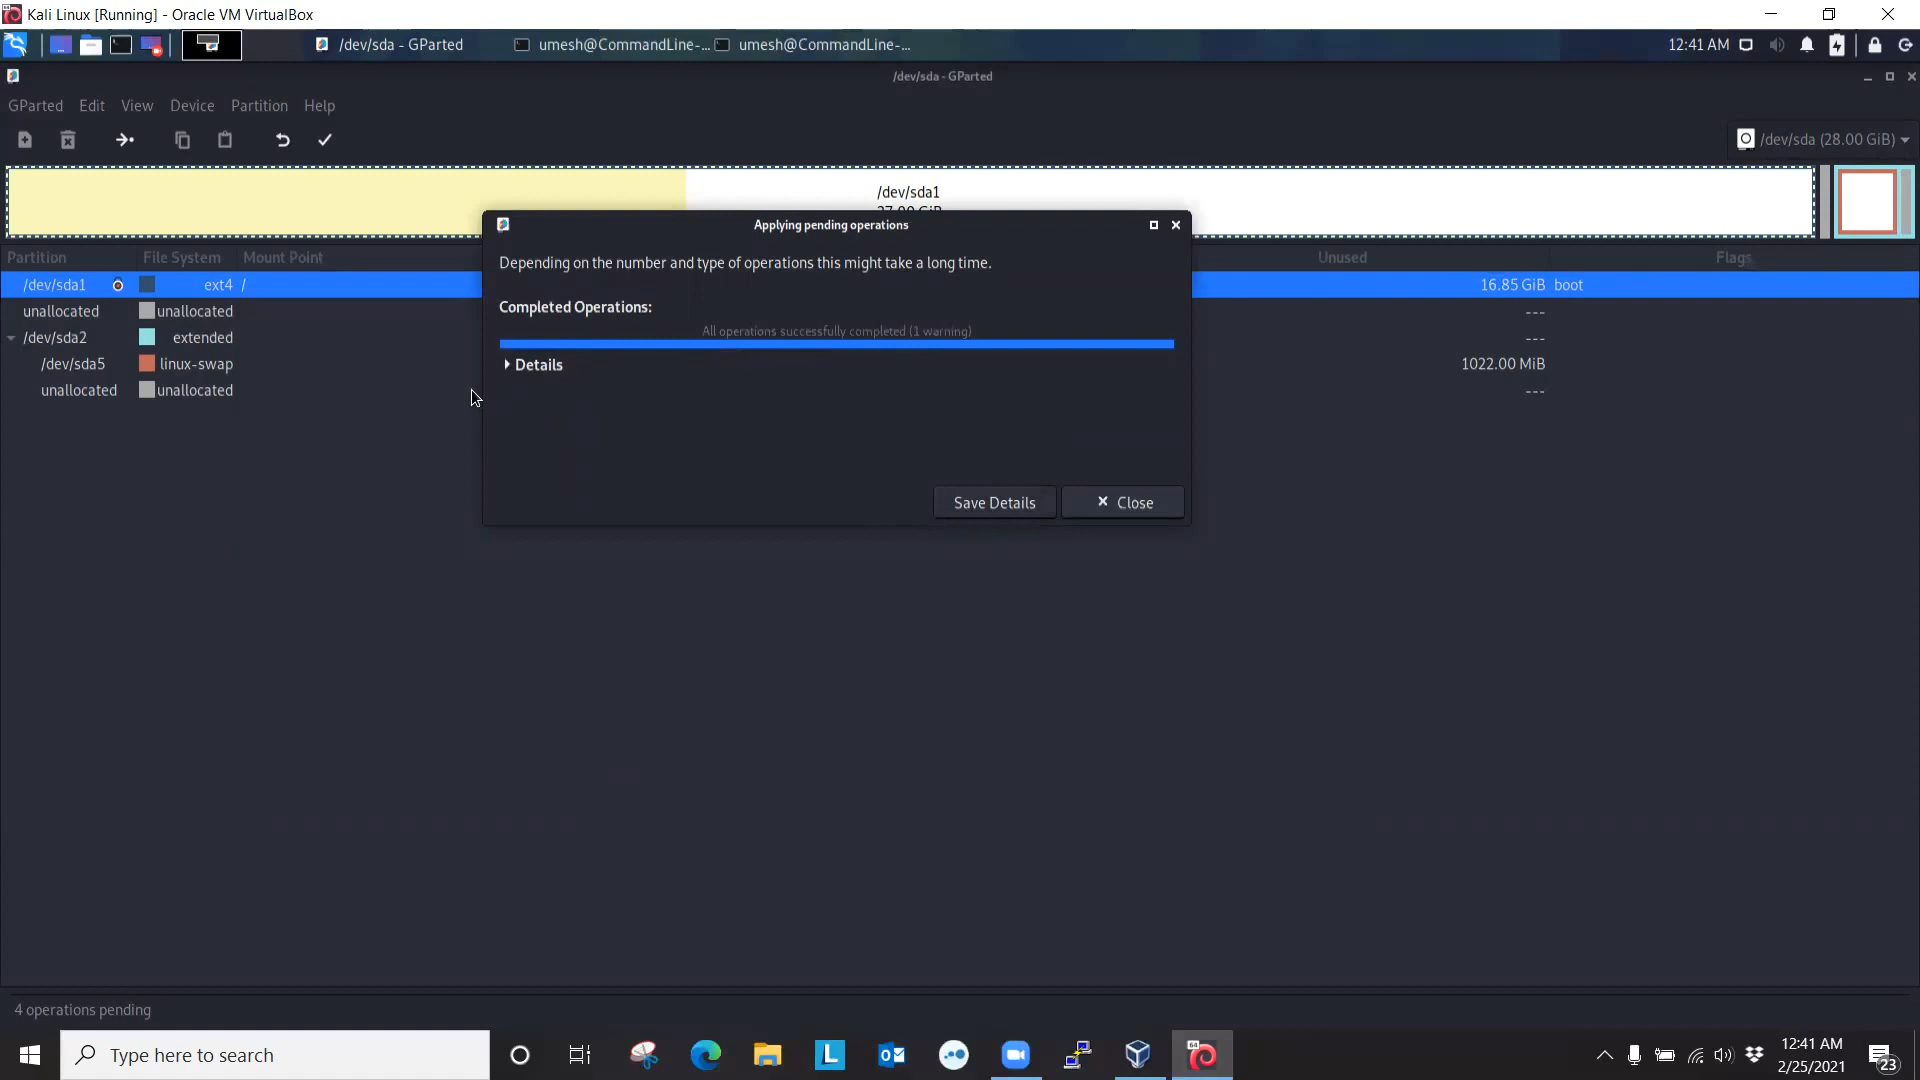 Kali Linux [Running] - Oracle VM VirtualBox
/dev/sda - GParted
umesh@CommandLine-...
umesh@CommandLine-...
12:41 AM
/dev/sda - GParted
GParted Edit View Device Partition Help
/dev/sda (28.00 GiB)
/dev/sda1
27.00 GiB
Applying pending operations
Depending on the number and type of operations this might take a long time.
Completed Operations:
All operations successfully completed (1 warning)
Details
Save Details
Close
Partition File System Mount Point Unused Flags
/dev/sda1 ext4 / 16.85 GiB boot
unallocated unallocated ---
/dev/sda2 extended ---
/dev/sda5 linux-swap 1022.00 MiB
unallocated unallocated ---
4 operations pending
Type here to search
L
64
12:41 AM
2/25/2021
23